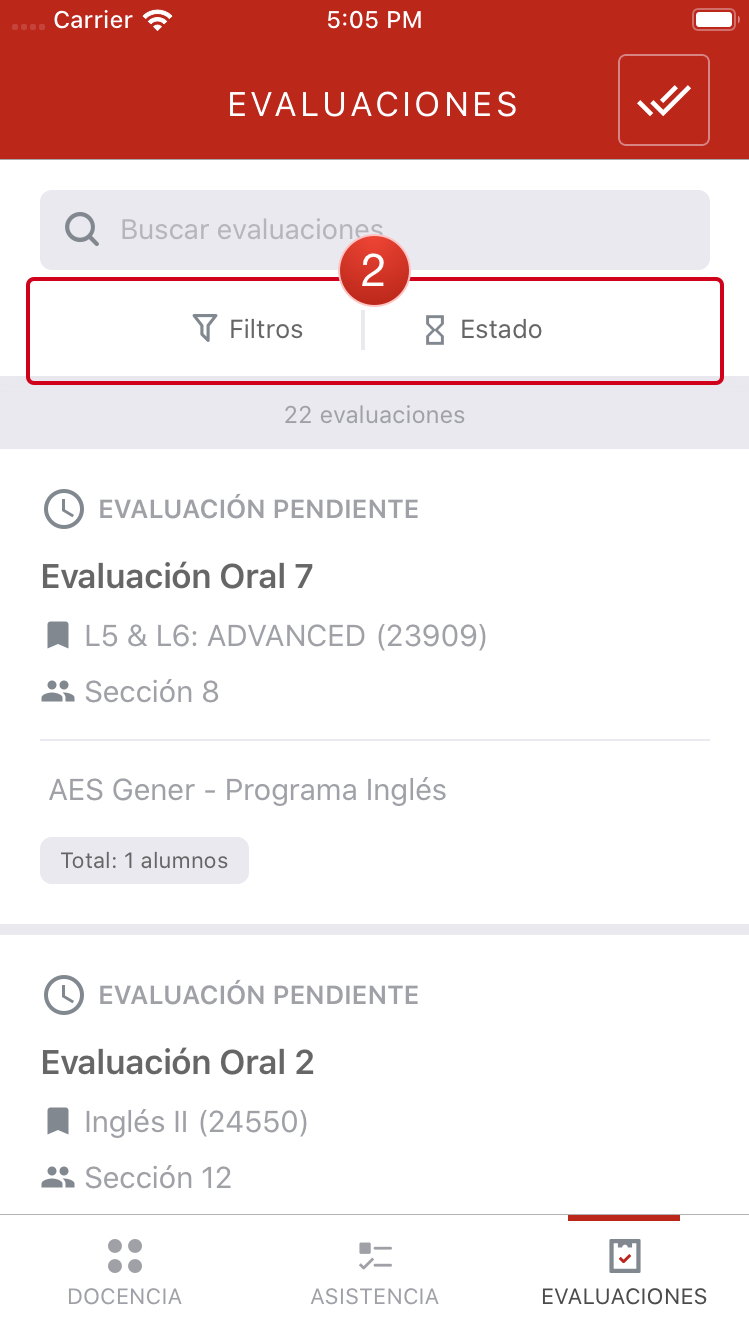 Carrier 5:05 PM
EVALUACIONES
Buscar evaluaciones
2
Filtros Estado
22 evaluaciones
EVALUACIÓN PENDIENTE
Evaluación Oral 7
L5 & L6: ADVANCED (23909)
Sección 8
AES Gener - Programa Inglés
Total: 1 alumnos
EVALUACIÓN PENDIENTE
Evaluación Oral 2
Inglés II (24550)
Sección 12
DOCENCIA ASISTENCIA EVALUACIONES